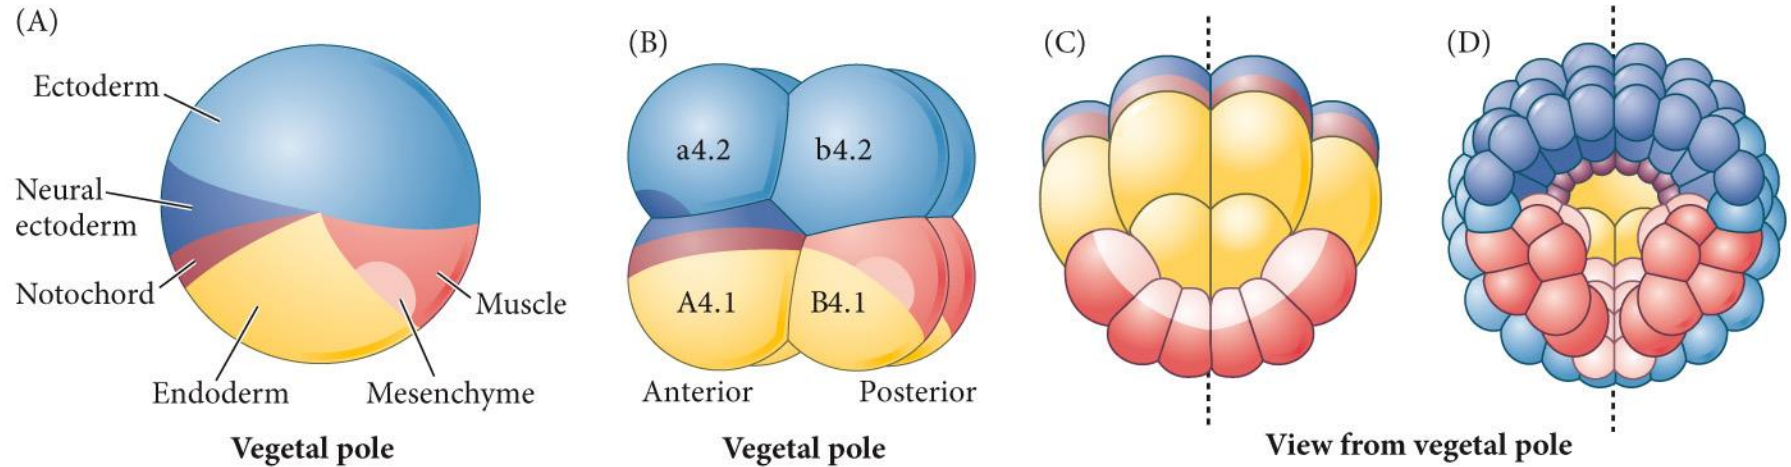 (A)
Ectoderm
Neural
ectoderm
Notochord
Endoderm
Mesenchyme
Muscle
Vegetal pole
(B)
a4.2
b4.2
A4.1
B4.1
Anterior
Posterior
Vegetal pole
(C)
(D)
View from vegetal pole